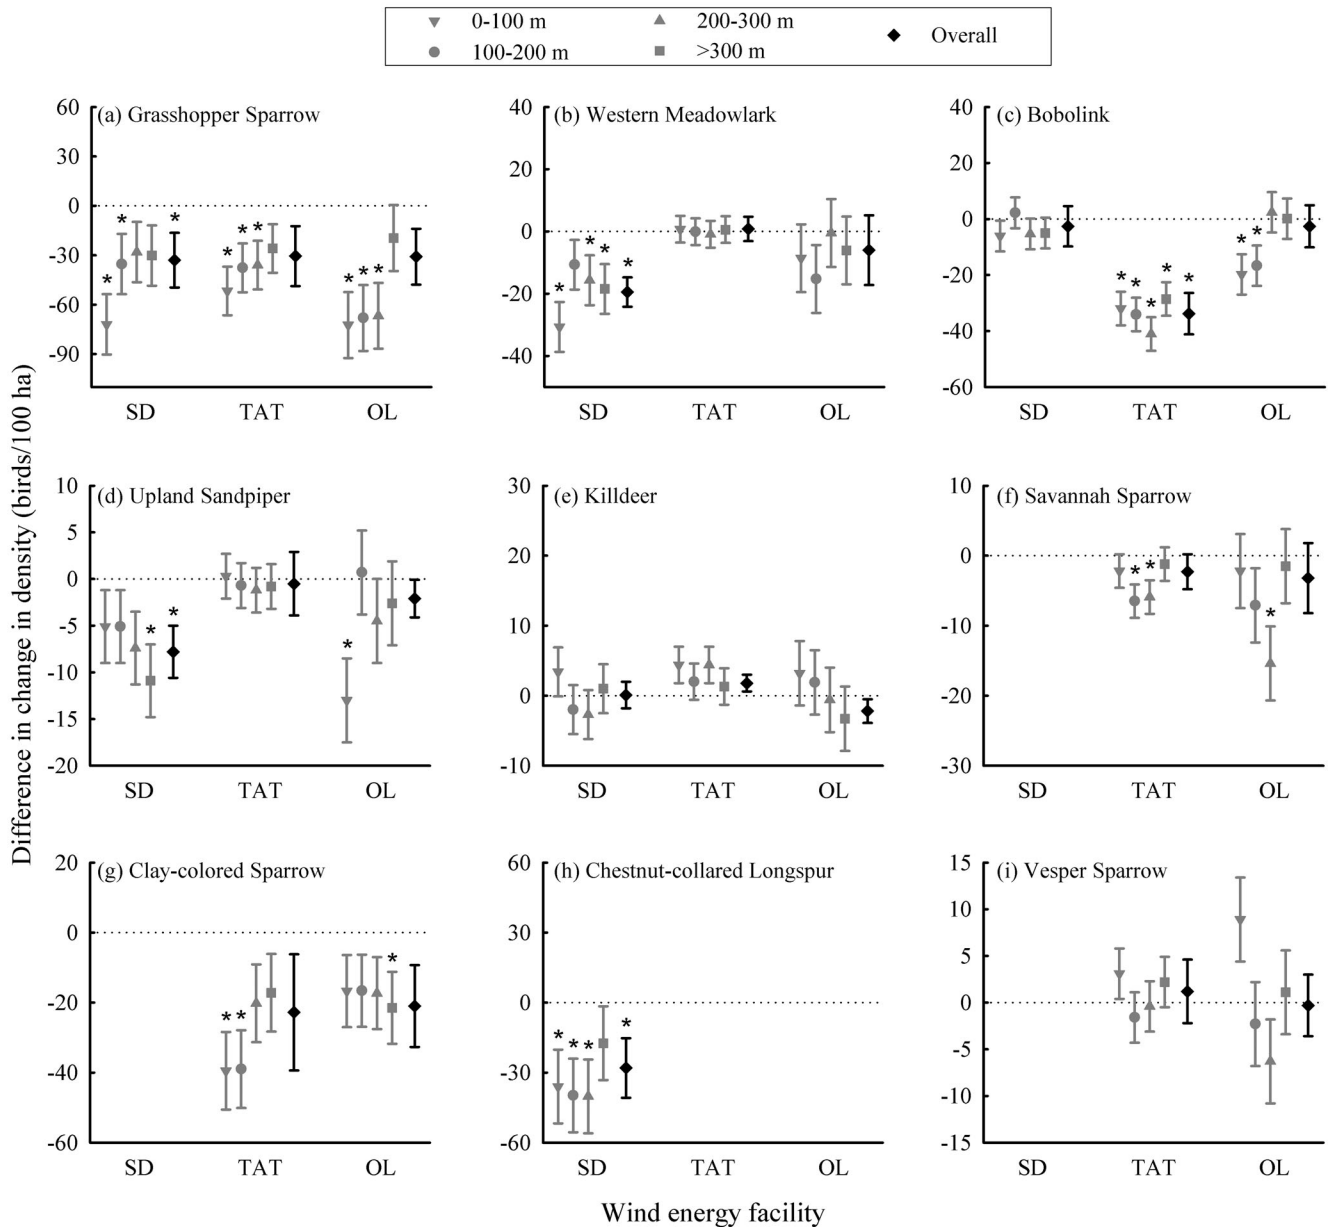 0-100 m 200-300 m Overall
100-200 m >300 m
Difference in change in density (birds/100 ha)
(a) Grasshopper Sparrow
60
30
0
-30
-60
-90
* * * * * * * * *
SD TAT OL
(b) Western Meadowlark
40
20
0
-20
-40
* * * *
SD TAT OL
(c) Bobolink
40
20
0
-20
-40
-60
* * * * * * *
SD TAT OL
(d) Upland Sandpiper
10
5
0
-5
-10
-15
-20
* * *
SD TAT OL
(e) Killdeer
30
20
10
0
-10
SD TAT OL
(f) Savannah Sparrow
10
0
-10
-20
-30
* * *
SD TAT OL
(g) Clay-colored Sparrow
20
0
-20
-40
-60
* * *
SD TAT OL
(h) Chestnut-collared Longspur
60
30
0
-30
-60
* * * *
SD TAT OL
(i) Vesper Sparrow
15
10
5
0
-5
-10
-15
SD TAT OL
Wind energy facility